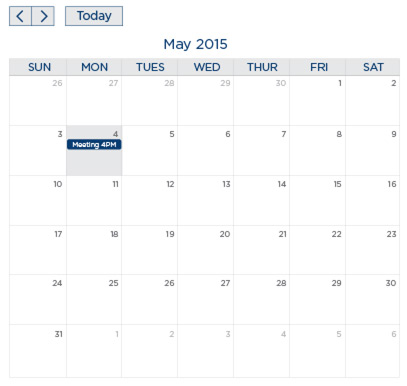 Today
May 2015
SUN MON TUES WED THUR FRI SAT
26 27 28 29 30 1 2
3 4 5 6 7 8 9
Meeting 4PM
10 11 12 13 14 15 16
17 18 19 20 21 22 23
24 25 26 27 28 29 30
31 1 2 3 4 5 6